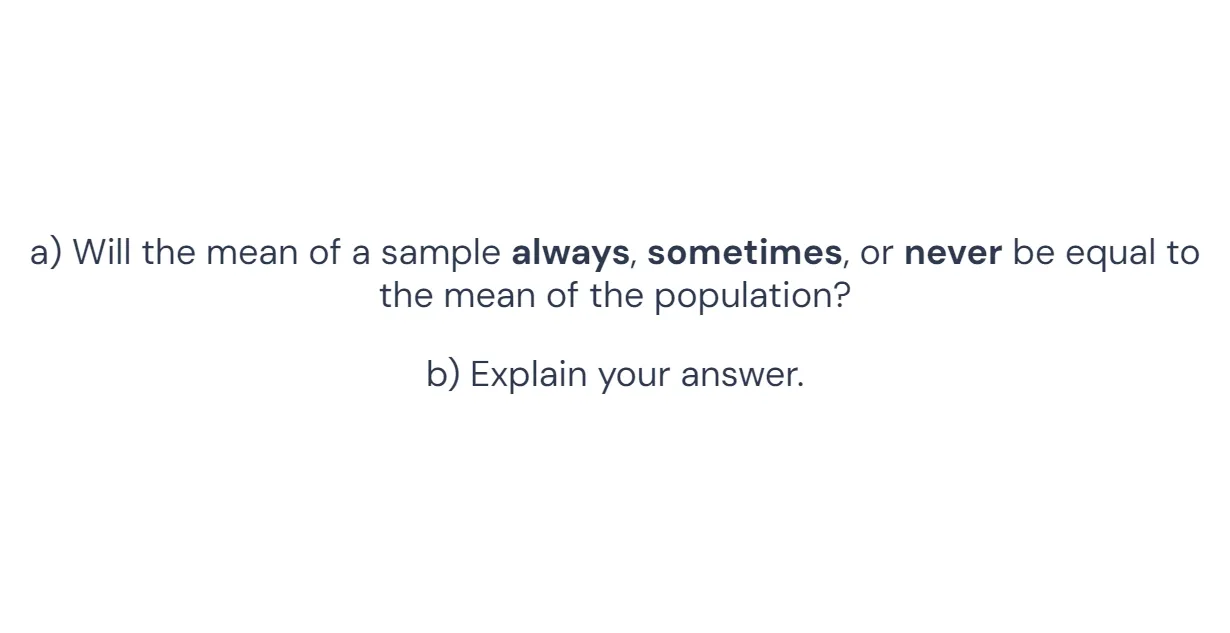 a) Will the mean of a sample always, sometimes, or never be equal to
the mean of the population?
b) Explain your answer.